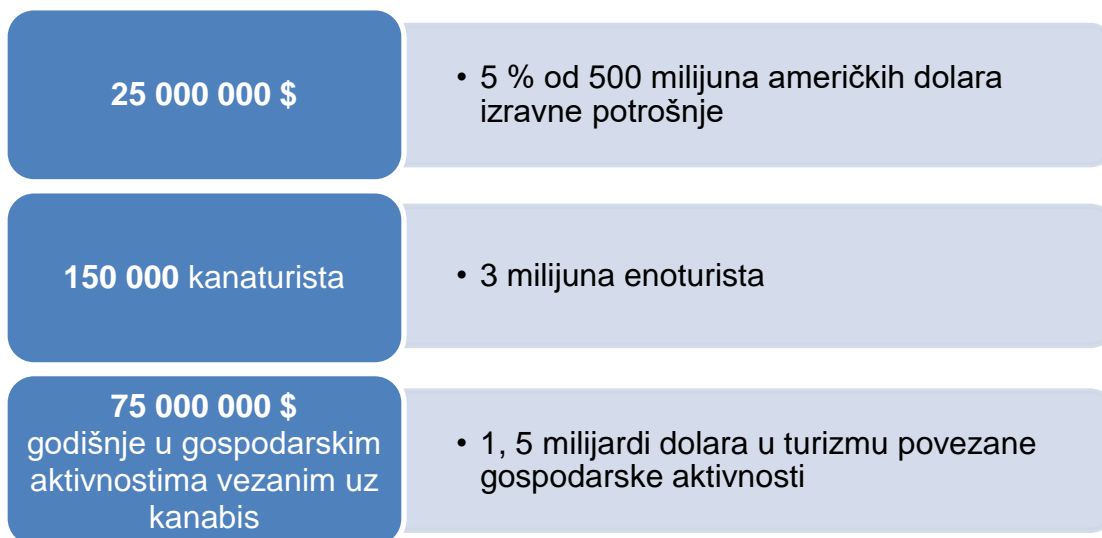 25 000 000 $
• 5 % od 500 milijuna američkih dolara
izravne potrošnje
150 000 kanaturista
• 3 milijuna enoturista
75 000 000 $
godišnje u gospodarskim
aktivnostima vezanim uz
kanabis
• 1, 5 milijardi dolara u turizmu povezane
gospodarske aktivnosti